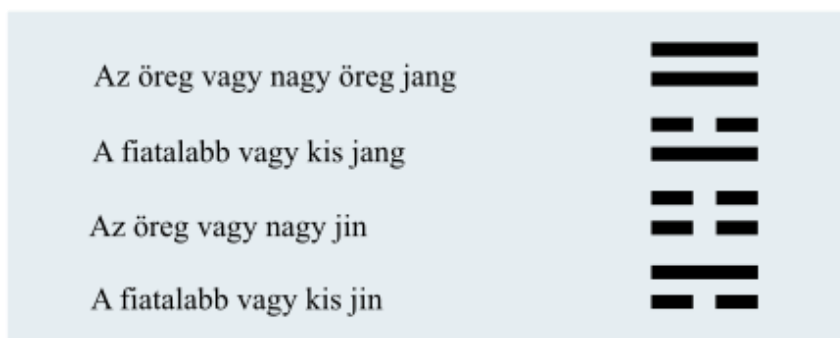 Az öreg vagy nagy öreg jang
A fiatalabb vagy kis jang
Az öreg vagy nagy jin
A fiatalabb vagy kis jin